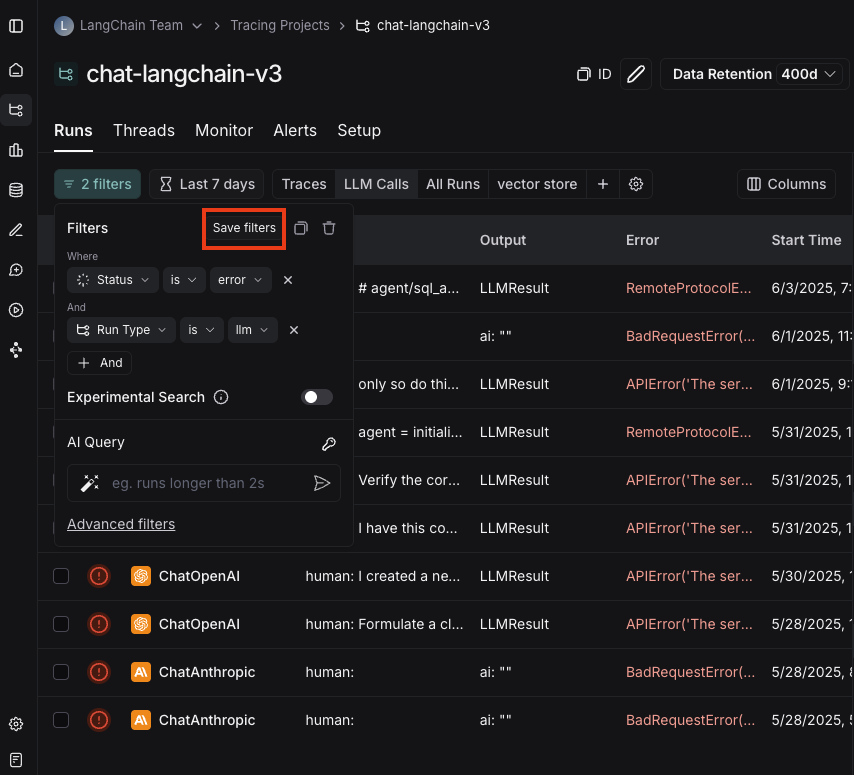 L LangChain Team > Tracing Projects > chat-langchain-v3
chat-langchain-v3 ID Data Retention 400d
Runs Threads Monitor Alerts Setup
2 filters Last 7 days Traces LLM Calls All Runs vector store + Columns
Filters Save filters
Output Error Start Time
Where
Status is error ×
# agent/sql_a... LLMResult RemoteProtocolE... 6/3/2025, 7:
And
Run Type is llm ×
ai: "" BadRequestError(... 6/1/2025, 11:
+ And
only so do thi... LLMResult APIError('The ser... 6/1/2025, 9:
Experimental Search
AI Query
agent = initiali... LLMResult RemoteProtocolE... 5/31/2025, 1
eg. runs longer than 2s
Verify the cor... LLMResult APIError('The ser... 5/31/2025, 1
Advanced filters
I have this co... LLMResult APIError('The ser... 5/31/2025, 1
ChatOpenAI human: I created a ne... LLMResult APIError('The ser... 5/30/2025,
ChatOpenAI human: Formulate a cl... LLMResult APIError('The ser... 5/28/2025,
ChatAnthropic human: ai: "" BadRequestError(... 5/28/2025,
ChatAnthropic human: ai: "" BadRequestError(... 5/28/2025,